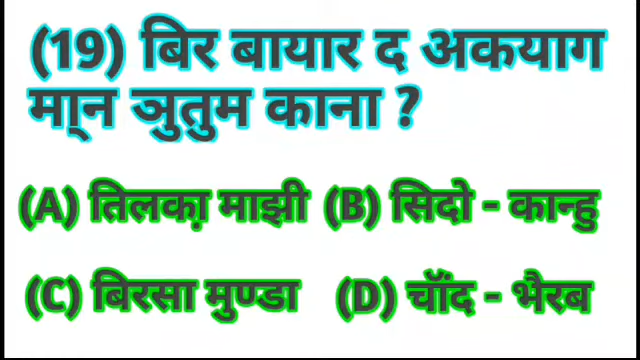 (19) बिर बायार द अकयाग
मा्न ञुतुम काना ?
(A) तिलका़ माझी (B) सिदो - कान्हु
(C) बिरसा मुण्डा (D) चाॅंद - भैरब